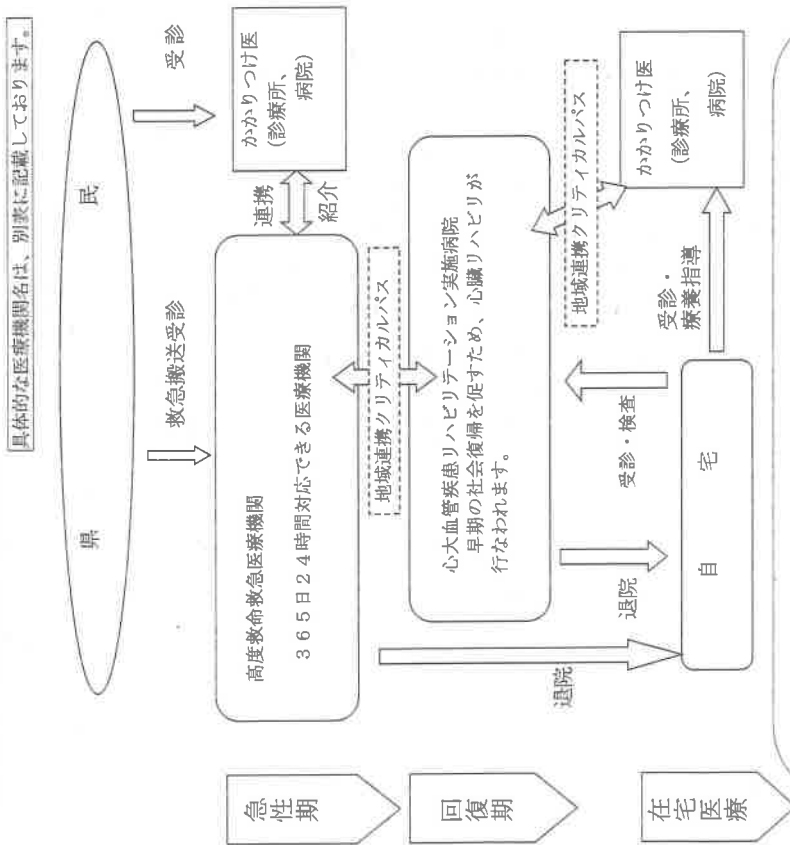 具体的な医療機関名は、別表に記載しております。
県 民
救急搬送受診
受診
急性期
高度救命救急医療機関
365日24時間対応できる医療機関
連携
紹介
かかりつけ医
(診療所、
病院)
地域連携クリティカルパス
回復期
心大血管疾患リハビリテーション実施病院
早期の社会復帰を促すため、心臓リハビリが
行なわれます。
地域連携クリティカルパス
退院
退院
受診・検査
受診・
療養指導
在宅医療
自 宅
かかりつけ医
(診療所、
病院)